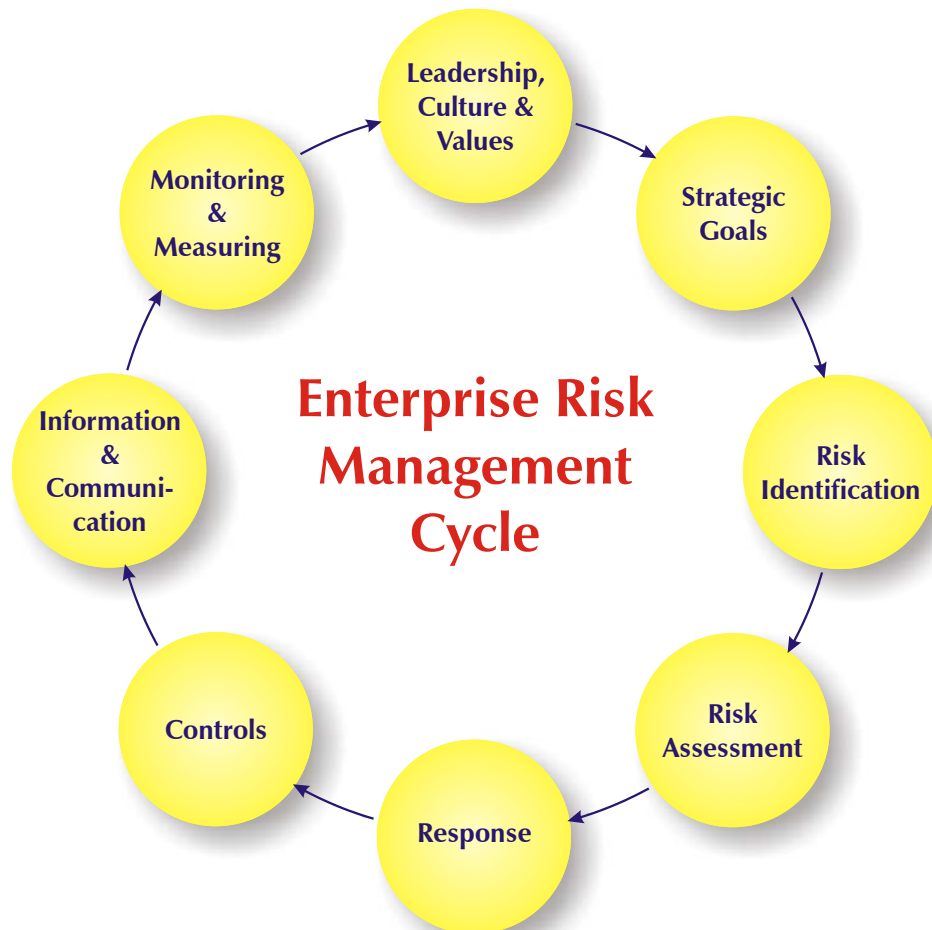 Leadership,
Culture &
Values
Strategic
Goals
Risk
Identification
Risk
Assessment
Response
Controls
Information
&
Communi-
cation
Monitoring
&
Measuring
Enterprise Risk
Management
Cycle